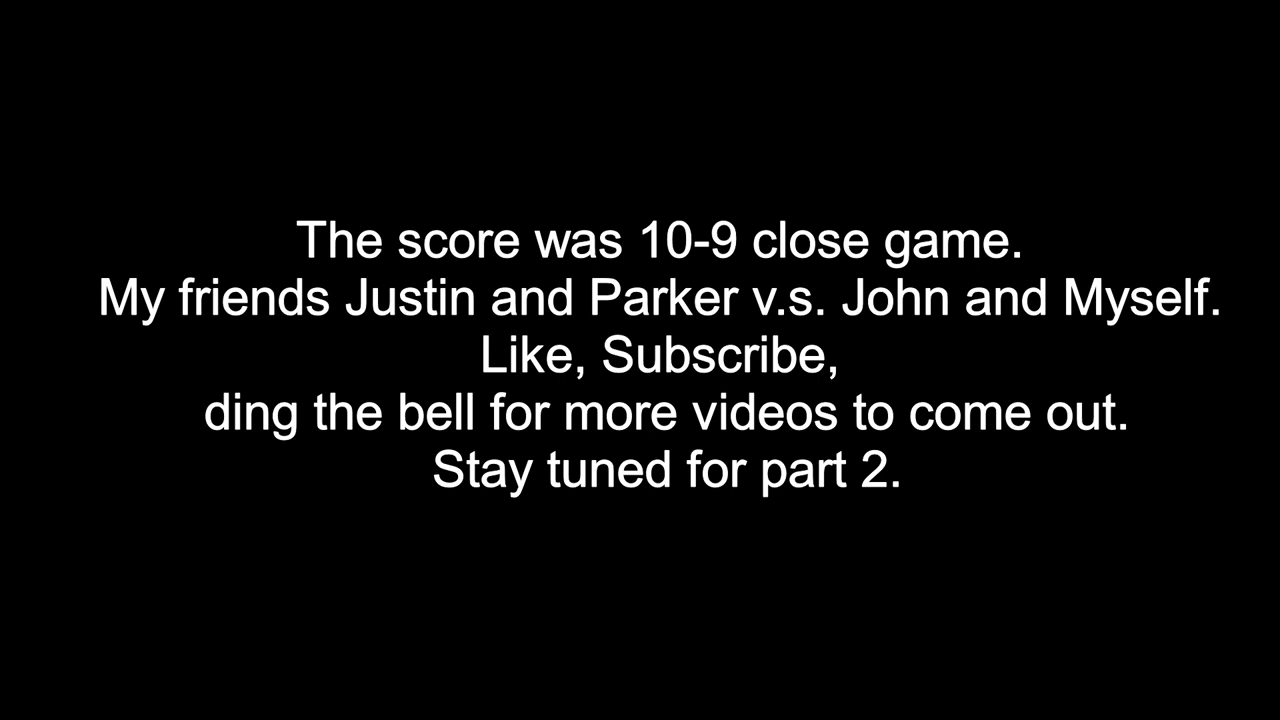 The score was 10-9 close game.
My friends Justin and Parker v.s. John and Myself.
Like, Subscribe,
ding the bell for more videos to come out.
Stay tuned for part 2.